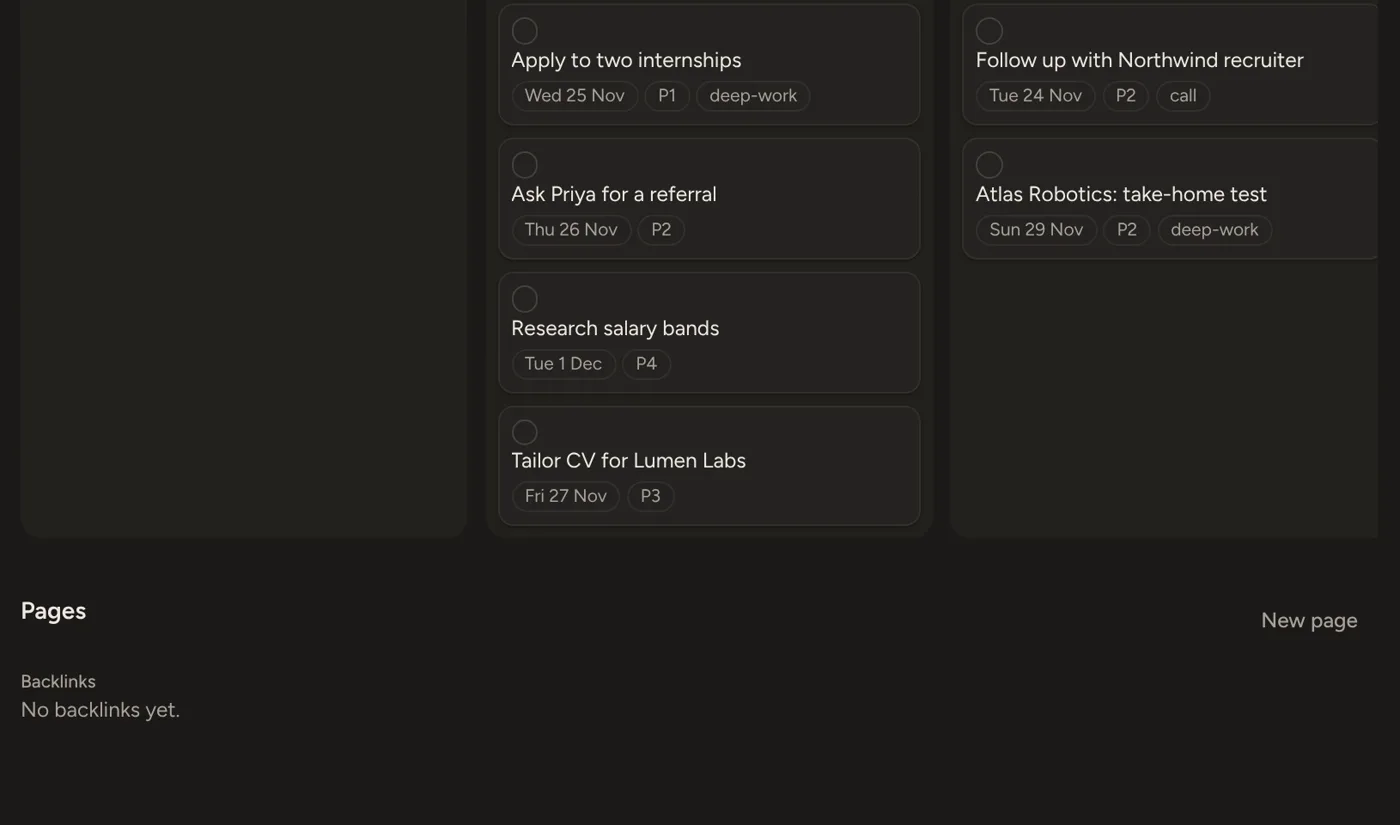 Apply to two internships
Wed 25 Nov P1 deep-work
Ask Priya for a referral
Thu 26 Nov P2
Research salary bands
Tue 1 Dec P4
Tailor CV for Lumen Labs
Fri 27 Nov P3
Follow up with Northwind recruiter
Tue 24 Nov P2 call
Atlas Robotics: take-home test
Sun 29 Nov P2 deep-work
Pages
New page
Backlinks
No backlinks yet.